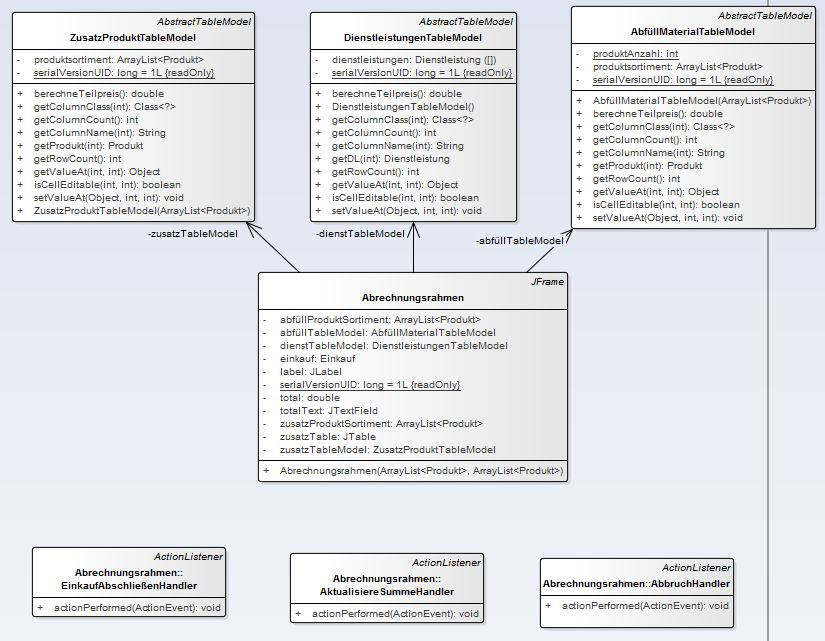 AbstractTableModel
ZusatzProduktTableModel
- produktsortiment: ArrayList<Produkt>
- serialVersionUID: long = 1L {readOnly}
+ berechneTeilpreis(): double
+ getColumnClass(int): Class<?>
+ getColumnCount(): int
+ getColumnName(int): String
+ getProdukt(int): Produkt
+ getRowCount(): int
+ getValueAt(int, int): Object
+ isCellEditable(int, int): boolean
+ setValueAt(Object, int, int): void
+ ZusatzProduktTableModel(ArrayList<Produkt>)
AbstractTableModel
DienstleistungenTableModel
- dienstleistungen: Dienstleistung ([])
- serialVersionUID: long = 1L {readOnly}
+ berechneTeilpreis(): double
+ DienstleistungenTableModel()
+ getColumnClass(int): Class<?>
+ getColumnCount(): int
+ getColumnName(int): String
+ getDL(int): Dienstleistung
+ getRowCount(): int
+ getValueAt(int, int): Object
+ isCellEditable(int, int): boolean
+ setValueAt(Object, int, int): void
AbstractTableModel
AbfüllMaterialTableModel
- produktAnzahl: int
- produktsortiment: ArrayList<Produkt>
- serialVersionUID: long = 1L {readOnly}
+ AbfüllMaterialTableModel(ArrayList<Produkt>)
+ berechneTeilpreis(): double
+ getColumnClass(int): Class<?>
+ getColumnCount(): int
+ getColumnName(int): String
+ getProdukt(int): Produkt
+ getRowCount(): int
+ getValueAt(int, int): Object
+ isCellEditable(int, int): boolean
+ setValueAt(Object, int, int): void
-zusatzTableModel
-dienstTableModel
-abfüllTableModel
JFrame
Abrechnungsrahmen
- abfüllProduktSortiment: ArrayList<Produkt>
- abfüllTableModel: AbfüllMaterialTableModel
- dienstTableModel: DienstleistungenTableModel
- einkauf: Einkauf
- label: JLabel
- serialVersionUID: long = 1L {readOnly}
- total: double
- totalText: JTextField
- zusatzProduktSortiment: ArrayList<Produkt>
- zusatzTable: JTable
- zusatzTableModel: ZusatzProduktTableModel
+ Abrechnungsrahmen(ArrayList<Produkt>, ArrayList<Produkt>)
ActionListener
Abrechnungsrahmen::
EinkaufAbschließenHandler
+ actionPerformed(ActionEvent): void
ActionListener
Abrechnungsrahmen::
AktualisiereSummeHandler
+ actionPerformed(ActionEvent): void
ActionListener
Abrechnungsrahmen::AbbruchHandler
+ actionPerformed(ActionEvent): void